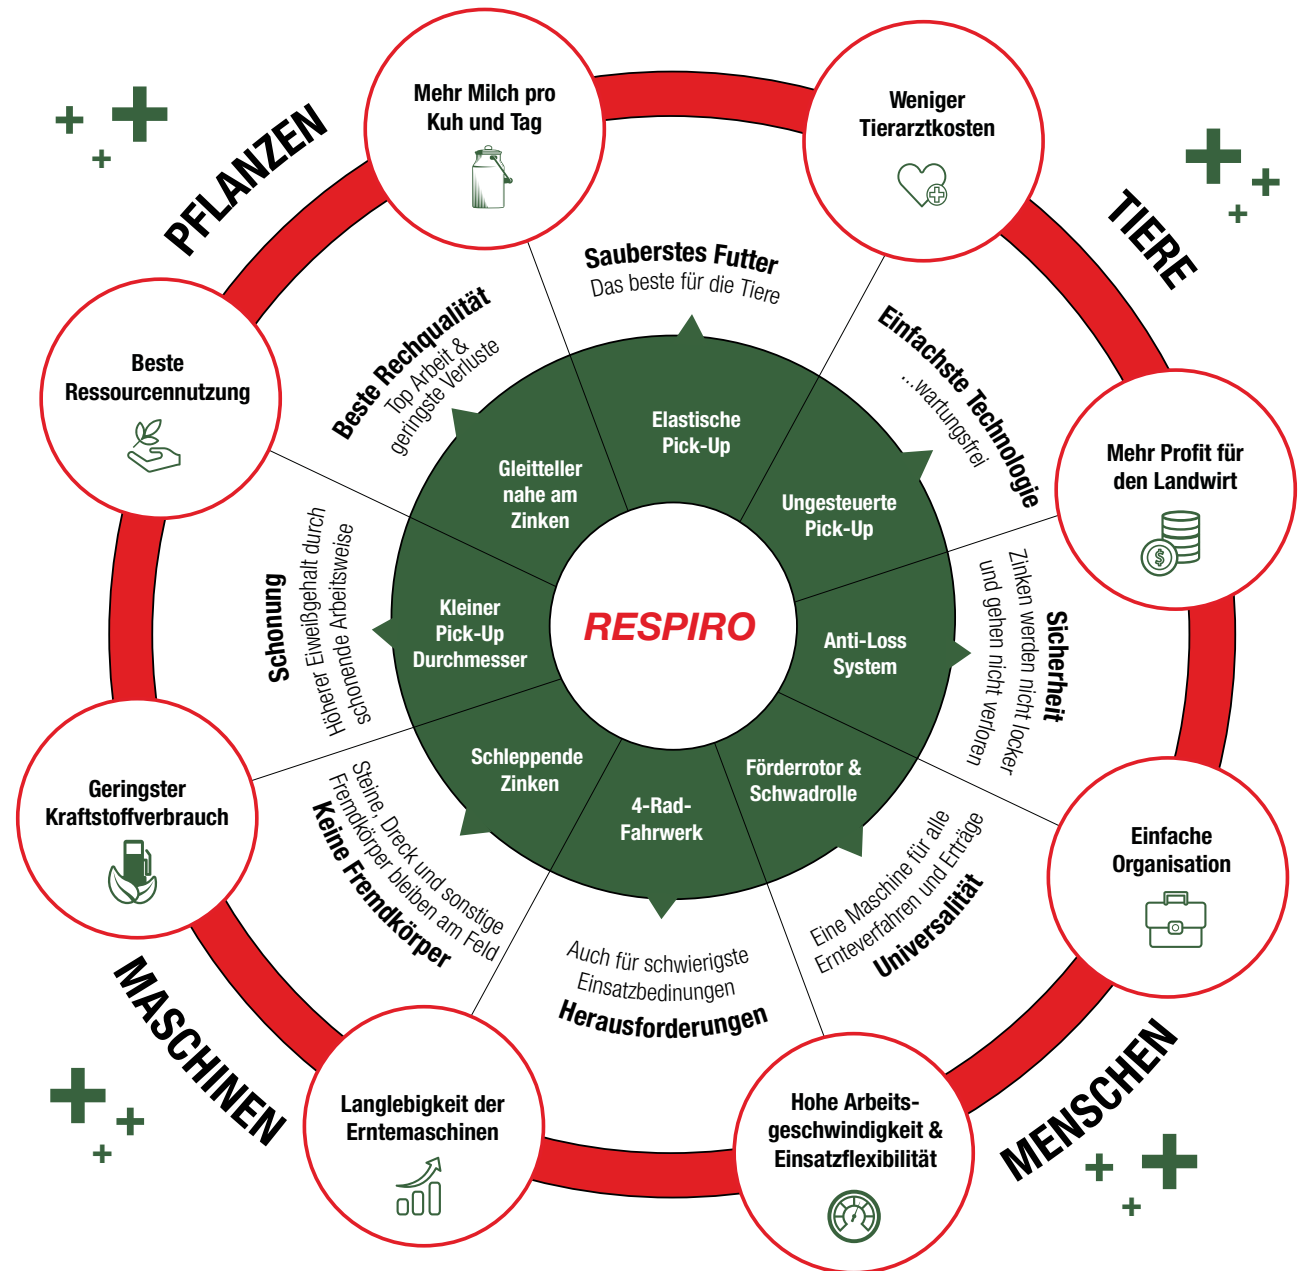 PFLANZEN
TIERE
MENSCHEN
MASCHINEN
Mehr Milch pro
Kuh und Tag
Weniger
Tierarztkosten
Mehr Profit für
den Landwirt
$
Einfache
Organisation
Hohe Arbeits-
geschwindigkeit &
Einsatzflexibilität
Langlebigkeit der
Erntemaschinen
Geringster
Kraftstoffverbrauch
Beste
Ressourcennutzung
Sauberstes Futter
Das beste für die Tiere
Einfachste Technologie
...wartungsfrei
Sicherheit
Zinken werden nicht locker
und gehen nicht verloren
Eine Maschine für alle
Ernteverfahren und Erträge
Universalität
Auch für schwierigste
Einsatzbedinungen
Herausforderungen
Steine, Dreck und sonstige
Fremdkörper bleiben am Feld
Keine Fremdkörper
Schonung
Höherer Eiweißgehalt durch
schonende Arbeitsweise
Beste Rechqualität
Top Arbeit &
geringste Verluste
Elastische
Pick-Up
Ungesteuerte
Pick-Up
Anti-Loss
System
Förderrotor &
Schwadrolle
4-Rad-
Fahrwerk
Schleppende
Zinken
Kleiner
Pick-Up
Durchmesser
Gleitteller
nahe am
Zinken
RESPIRO